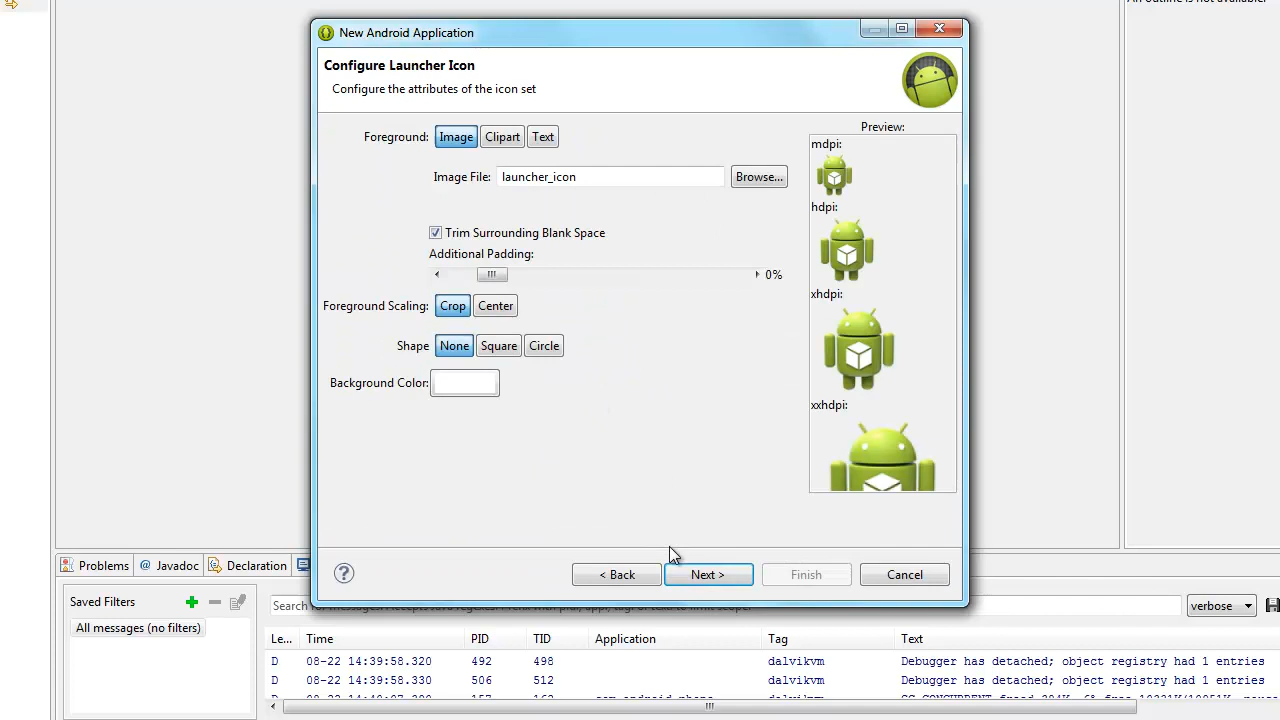 New Android Application
Configure Launcher Icon
Configure the attributes of the icon set
Foreground: Image Clipart Text
Image File: launcher_icon Browse...
Trim Surrounding Blank Space
Additional Padding:
0%
Foreground Scaling: Crop Center
Shape None Square Circle
Background Color:
Preview:
mdpi:
hdpi:
xhdpi:
xxhdpi:
< Back Next > Finish Cancel
Problems @ Javadoc Declaration
Saved Filters
All messages (no filters)
verbose
Le... Time PID TID Application Tag Text
D 08-22 14:39:58.320 492 498 dalvikvm Debugger has detached; object registry had 1 entries
D 08-22 14:39:58.330 506 512 dalvikvm Debugger has detached; object registry had 1 entries